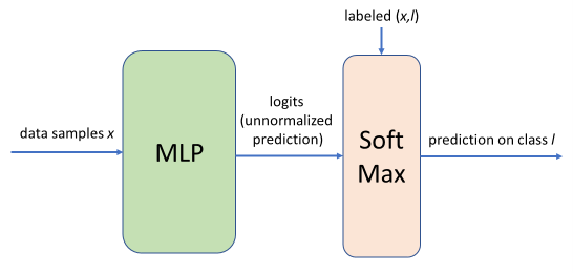 labeled (x,l)
data samples x
MLP
logits
(unnormalized
prediction)
Soft
Max
prediction on class l